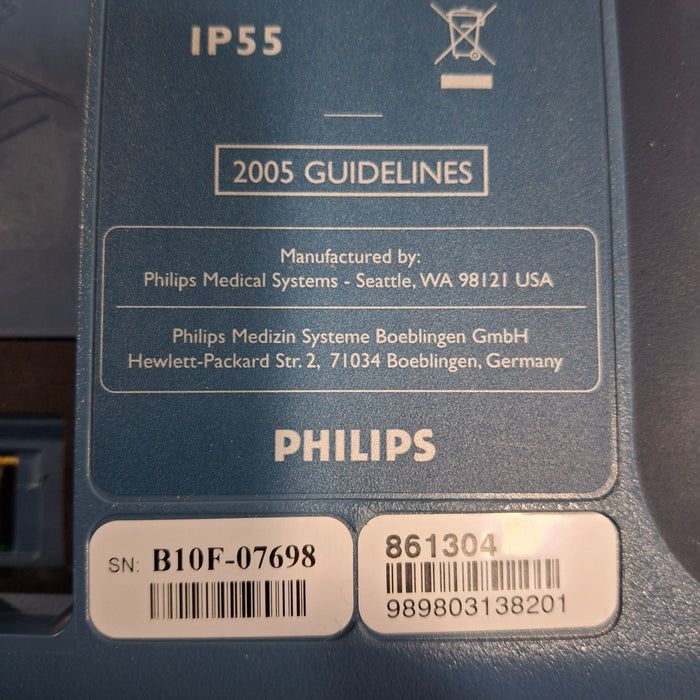 IP55
2005 GUIDELINES
Manufactured by:
Philips Medical Systems - Seattle, WA 98121 USA
Philips Medizin Systeme Boeblingen GmbH
Hewlett-Packard Str. 2, 71034 Boeblingen, Germany
PHILIPS
SN: B10F-07698
861304
989803138201